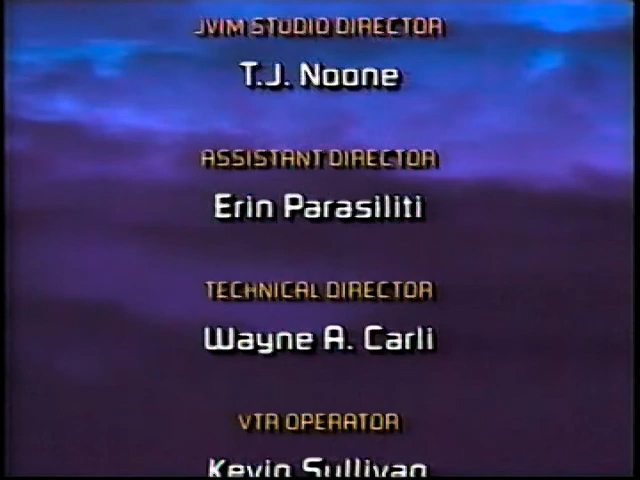 JVIM STUDIO DIRECTOR
T.J. Noone
ASSISTANT DIRECTOR
Erin Parasiliti
TECHNICAL DIRECTOR
Wayne A. Carli
VTR OPERATOR
Kevin Sullivan